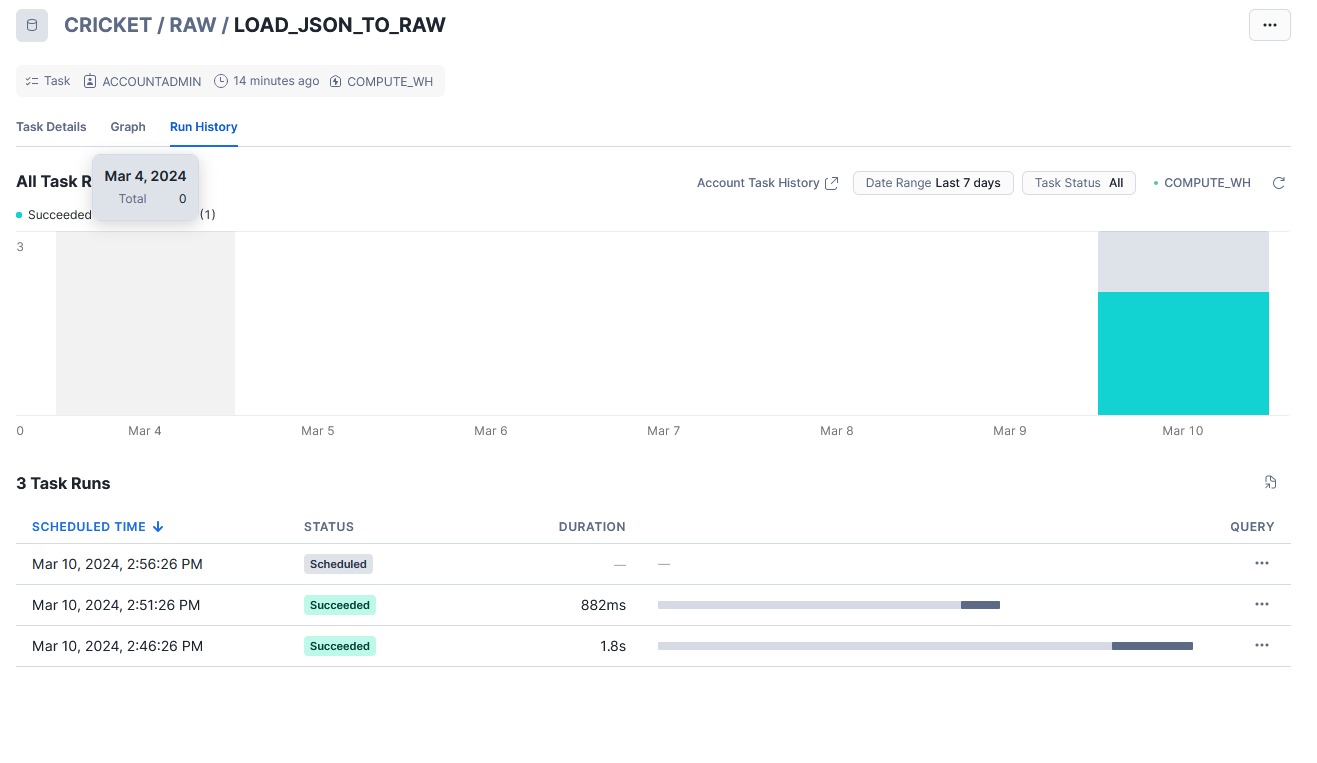 CRICKET / RAW / LOAD_JSON_TO_RAW
Task ACCOUNTADMIN 14 minutes ago COMPUTE_WH
Task Details Graph Run History
All Task R
Mar 4, 2024
Total 0
Account Task History Date Range Last 7 days Task Status All COMPUTE_WH
Succeeded (1)
3
0 Mar 4 Mar 5 Mar 6 Mar 7 Mar 8 Mar 9 Mar 10
3 Task Runs
SCHEDULED TIME STATUS DURATION QUERY
Mar 10, 2024, 2:56:26 PM Scheduled — —
Mar 10, 2024, 2:51:26 PM Succeeded 882ms
Mar 10, 2024, 2:46:26 PM Succeeded 1.8s